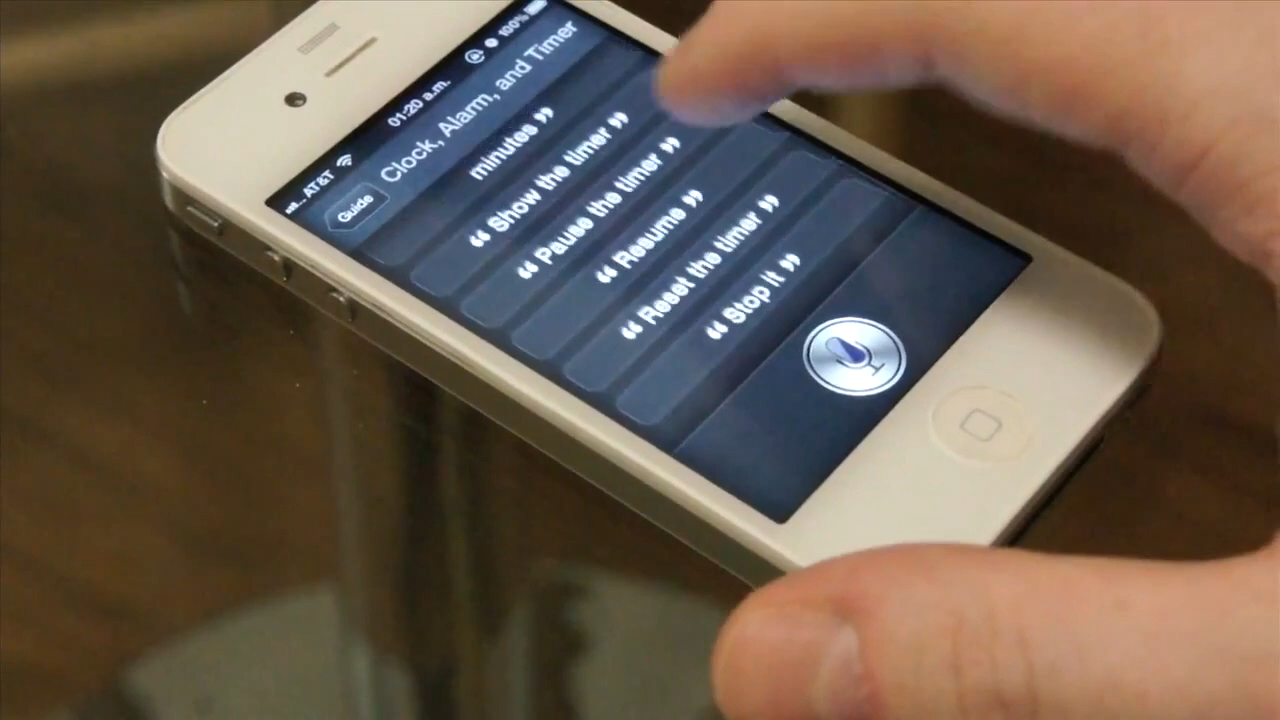 AT&T 01:20 a.m. 100%
Guide Clock, Alarm, and Timer
minutes ”
“ Show the timer ”
“ Pause the timer ”
“ Resume ”
“ Reset the timer ”
“ Stop it ”